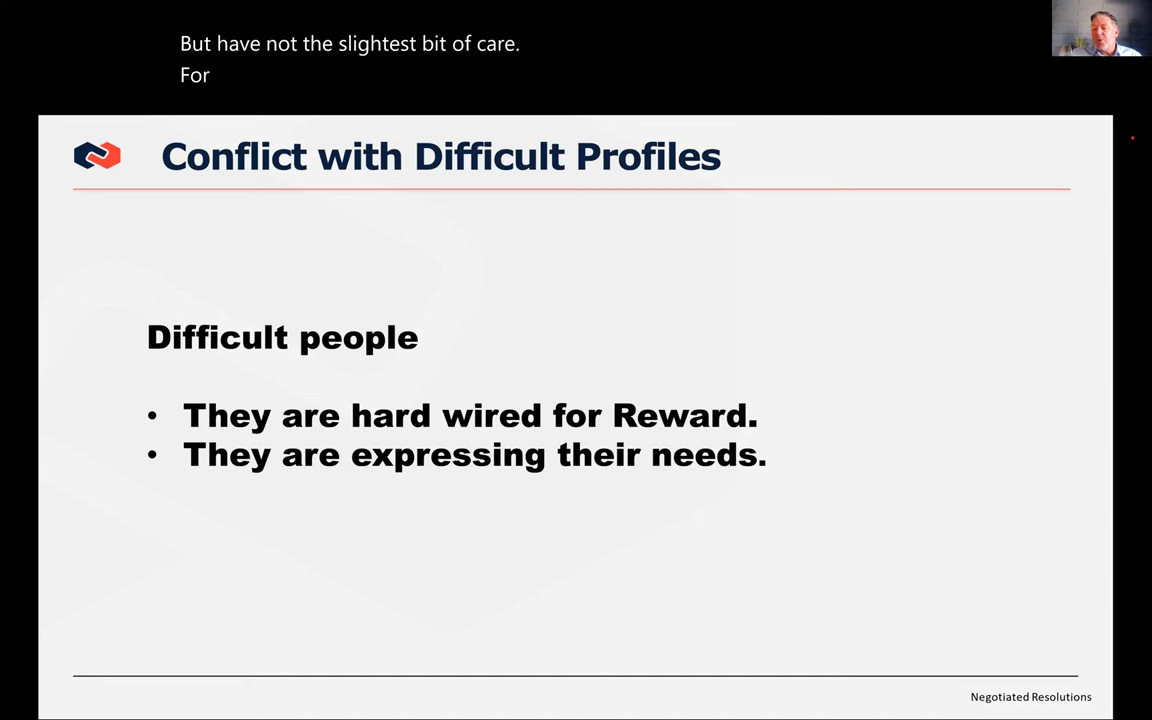 But have not the slightest bit of care.
For
Conflict with Difficult Profiles
Difficult people
• They are hard wired for Reward.
• They are expressing their needs.
Negotiated Resolutions